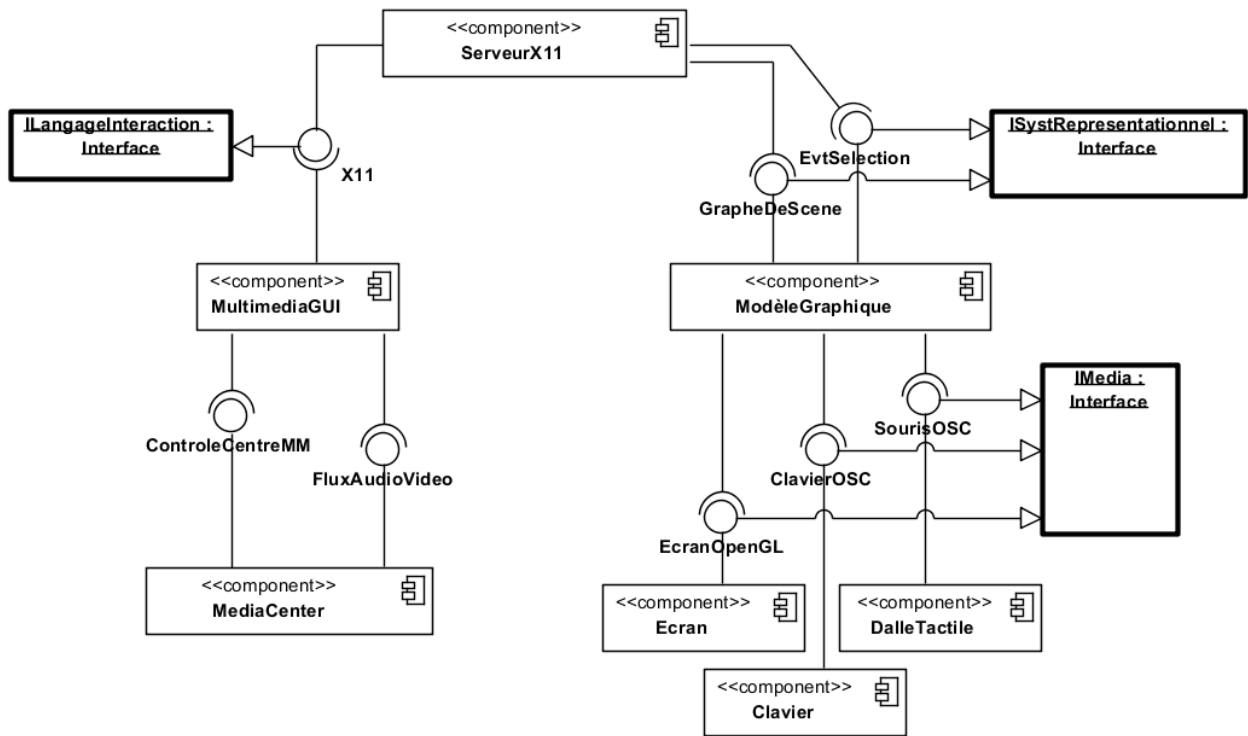 <<component>>
ServeurX11
ILangageInteraction :
Interface
X11
ISystRepresentationnel :
Interface
EvtSelection
GrapheDeScene
<<component>>
MultimediaGUI
<<component>>
ModèleGraphique
IMedia :
Interface
ControleCentreMM
FluxAudioVideo
SourisOSC
ClavierOSC
EcranOpenGL
<<component>>
MediaCenter
<<component>>
Ecran
<<component>>
DalleTactile
<<component>>
Clavier